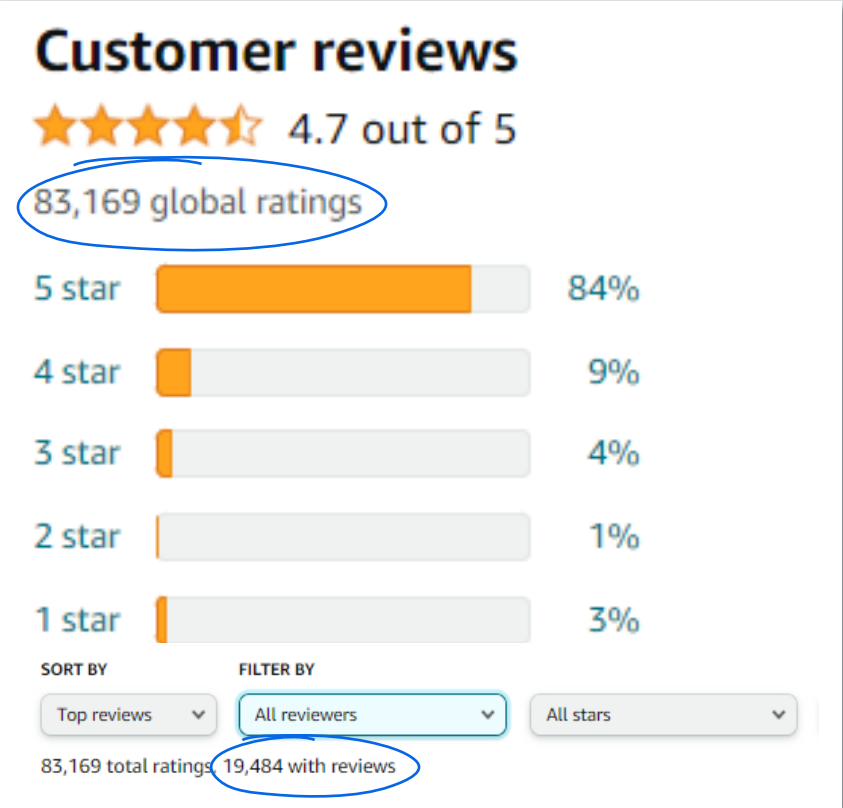 Customer reviews
4.7 out of 5
83,169 global ratings
5 star 84%
4 star 9%
3 star 4%
2 star 1%
1 star 3%
SORT BY FILTER BY
Top reviews All reviewers All stars
83,169 total ratings, 19,484 with reviews